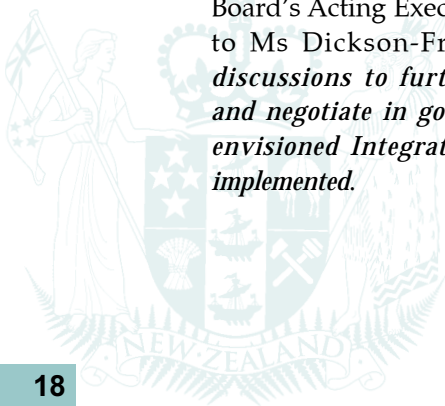 Board's Acting Exec
to Ms Dickson-Fr
discussions to furt
and negotiate in go
envisioned Integrat
implemented.
NEW·ZEALAND
18